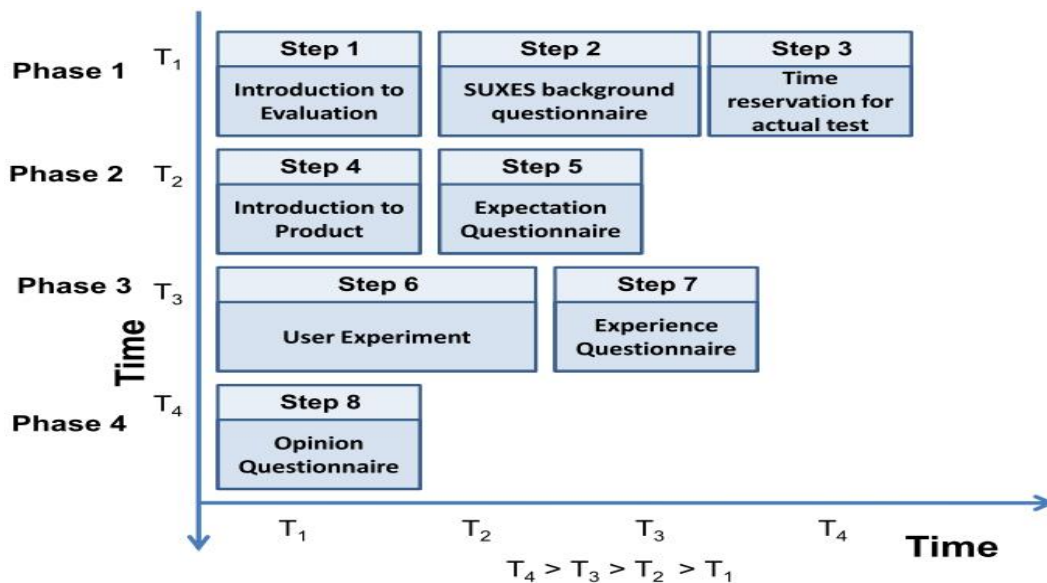 Phase 1
T₁
Step 1
Introduction to
Evaluation
Step 2
SUXES background
questionnaire
Step 3
Time
reservation for
actual test
Phase 2
T₂
Step 4
Introduction to
Product
Step 5
Expectation
Questionnaire
Phase 3
T₃
Step 6
User Experiment
Step 7
Experience
Questionnaire
Time
Phase 4
T₄
Step 8
Opinion
Questionnaire
T₁
T₂
T₃
T₄
Time
T₄ > T₃ > T₂ > T₁